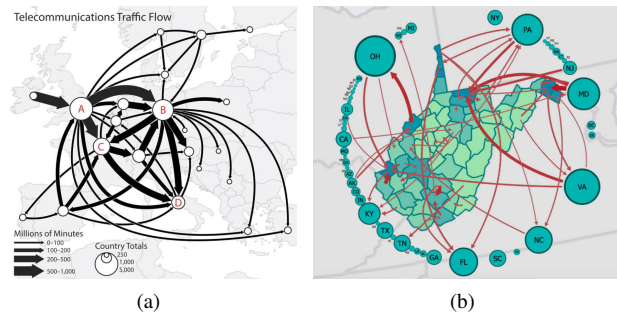 Telecommunications Traffic Flow
A
B
C
D
Millions of Minutes
0–100
100–200
200–500
500–1,000
Country Totals
250
1,000
5,000
(a)
MI
NY
PA
OH
NJ
MD
IL
CA
VA
IN
KY
TX
TN
GA
FL
SC
NC
(b)